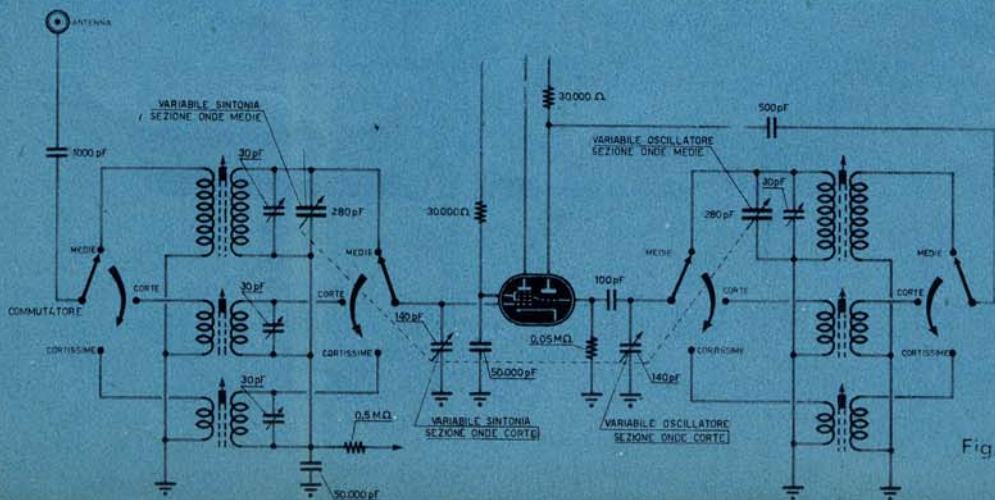 ANTENNA
1000 pF
VARIABILE SINTONIA
SEZIONE ONDE MEDIE
30 pF
280 pF
MEDIE
CORTE
COMMUTATORE
CORTISSIME
30 pF
30 pF
MEDIE
CORTE
CORTISSIME
0,5 MΩ
50.000 pF
30.000 Ω
30.000 Ω
140 pF
50.000 pF
VARIABILE SINTONIA
SEZIONE ONDE CORTE
100 pF
0,05 MΩ
140 pF
VARIABILE OSCILLATORE
SEZIONE ONDE CORTE
500 pF
VARIABILE OSCILLATORE
SEZIONE ONDE MEDIE
280 pF
30 pF
MEDIE
CORTE
CORTISSIME
MEDIE
CORTE
CORTISSIME
Fig